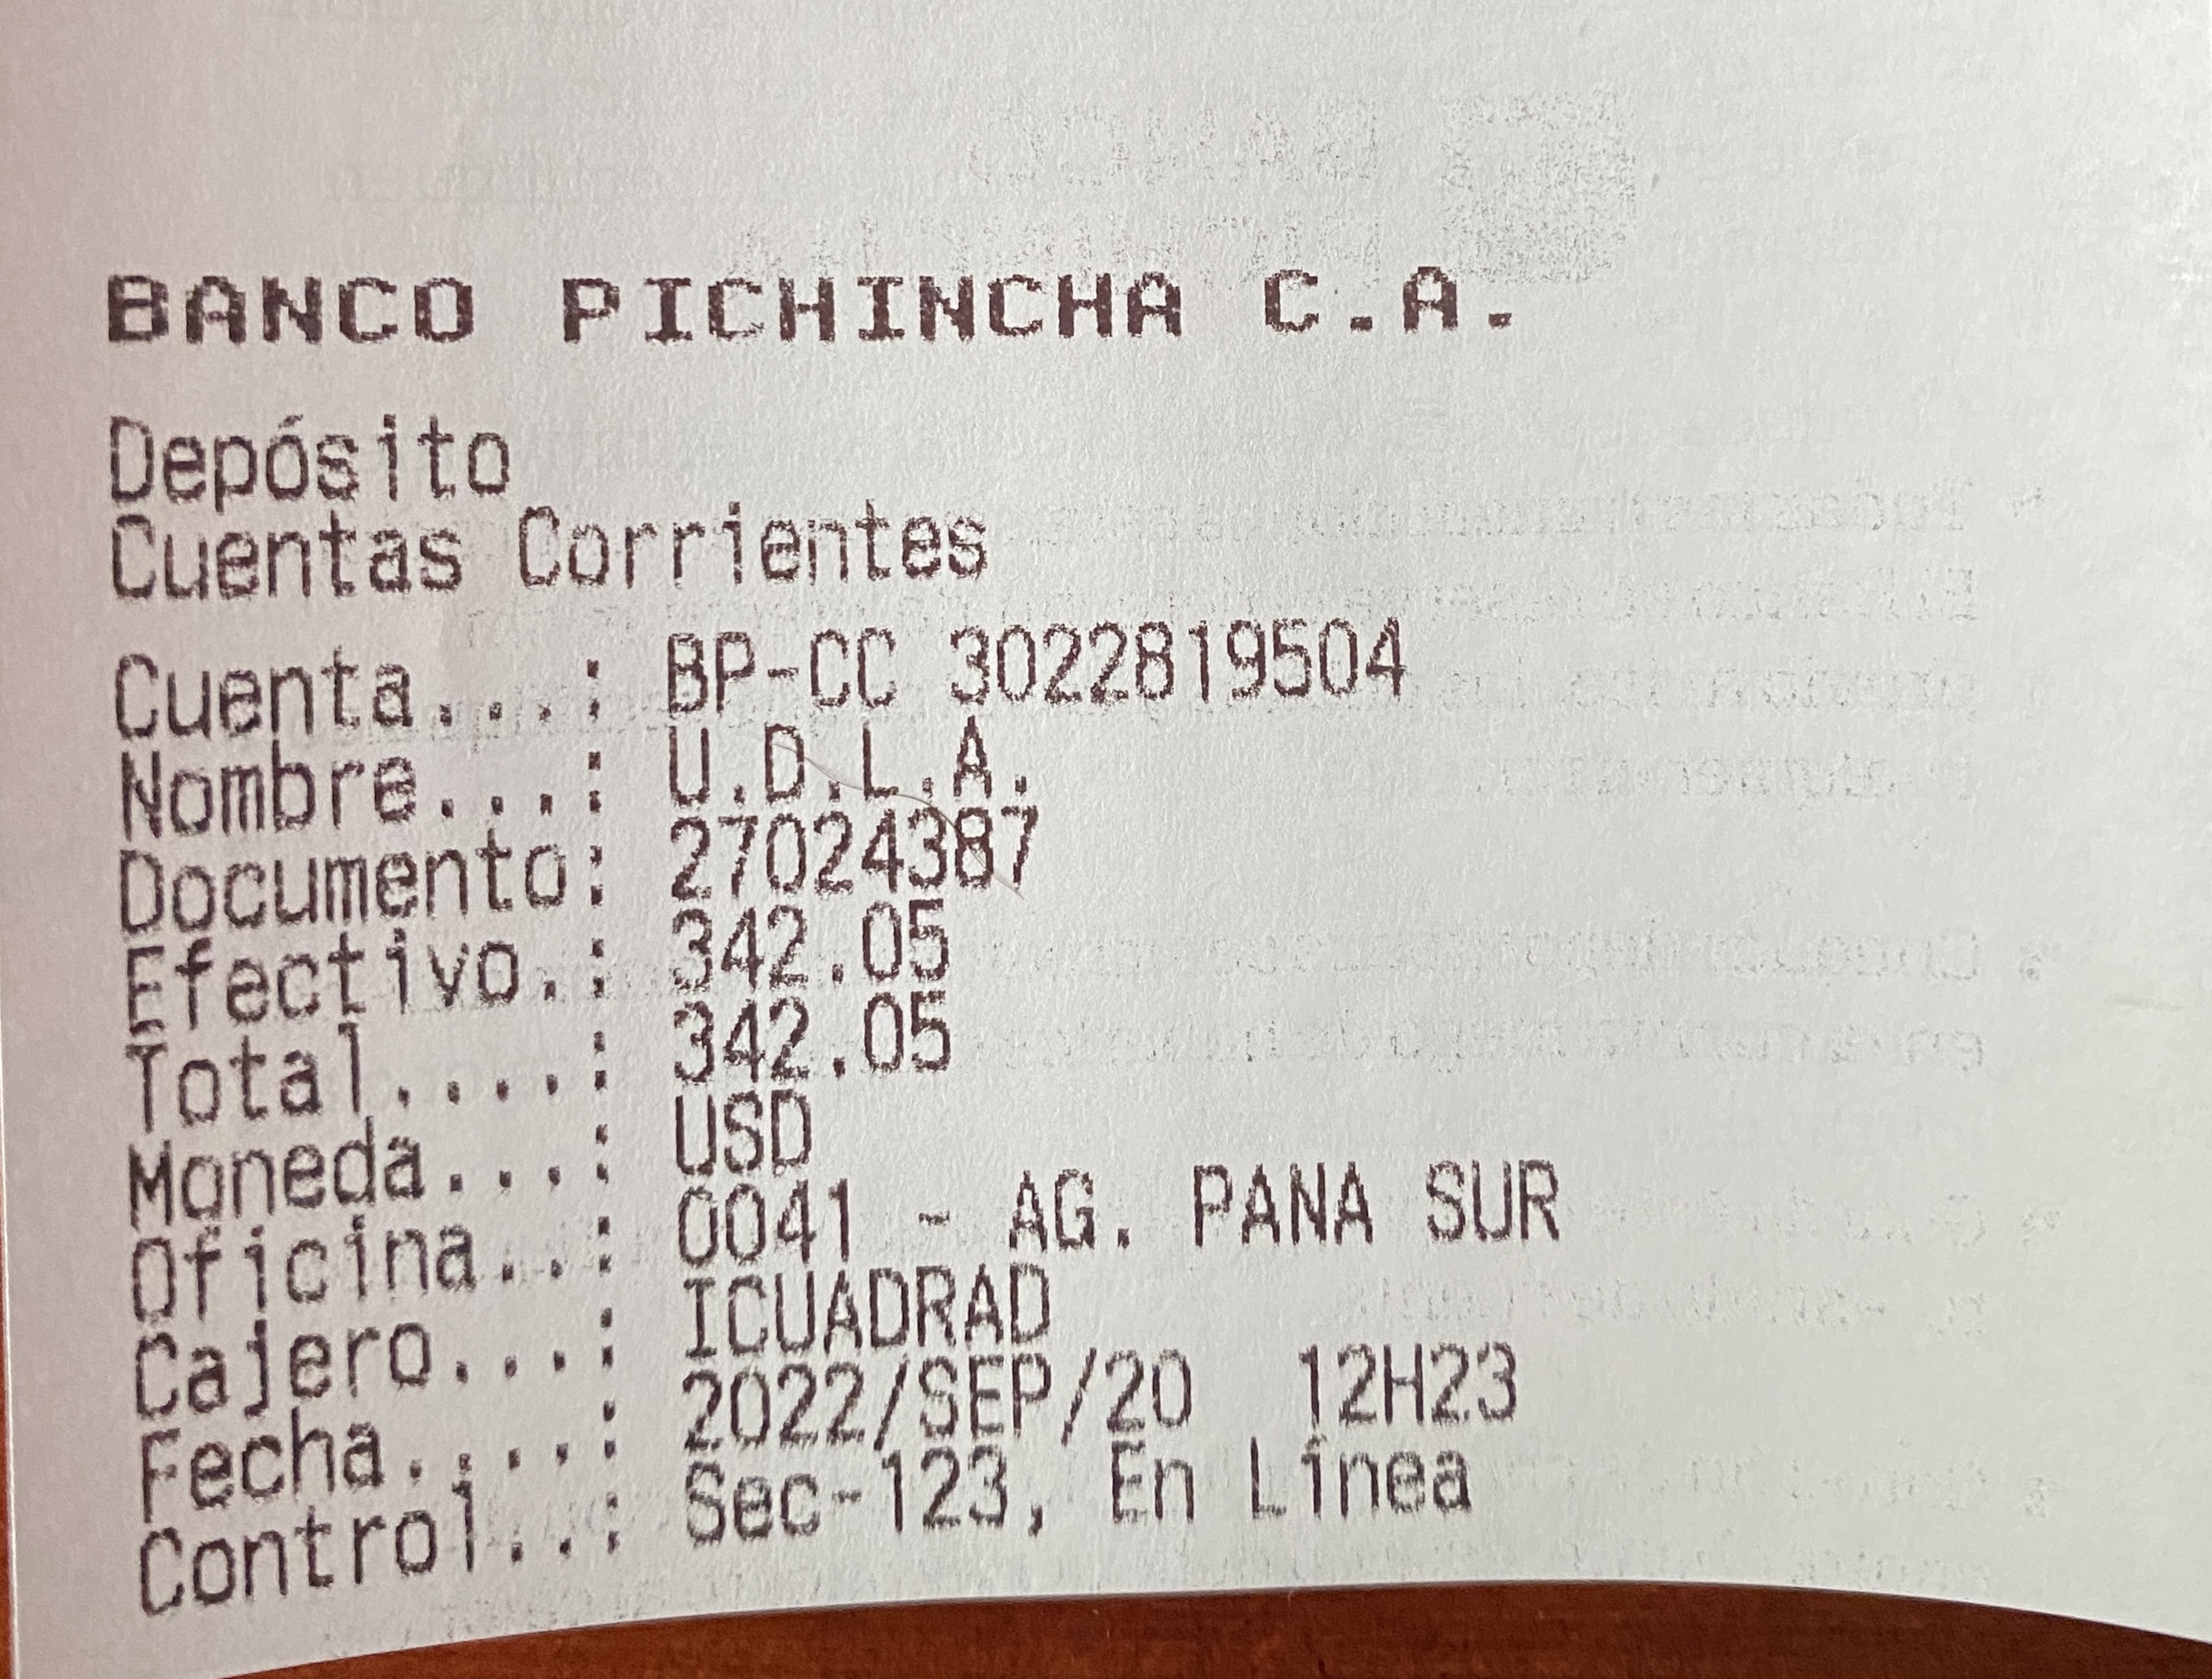 BANCO PICHINCHA C.A.
Depósito
Cuentas Corrientes
Cuenta...: BP-CC 3022819504
Nombre...: U.D.L.A.
Documento: 27024387
Efectivo.: 342.05
Total....: 342.05
Moneda...: USD
Oficina..: 0041 - AG. PANA SUR
Cajero...: ICUADRAD
Fecha....: 2022/SEP/20 12H23
Control..: Sec-123, En Línea